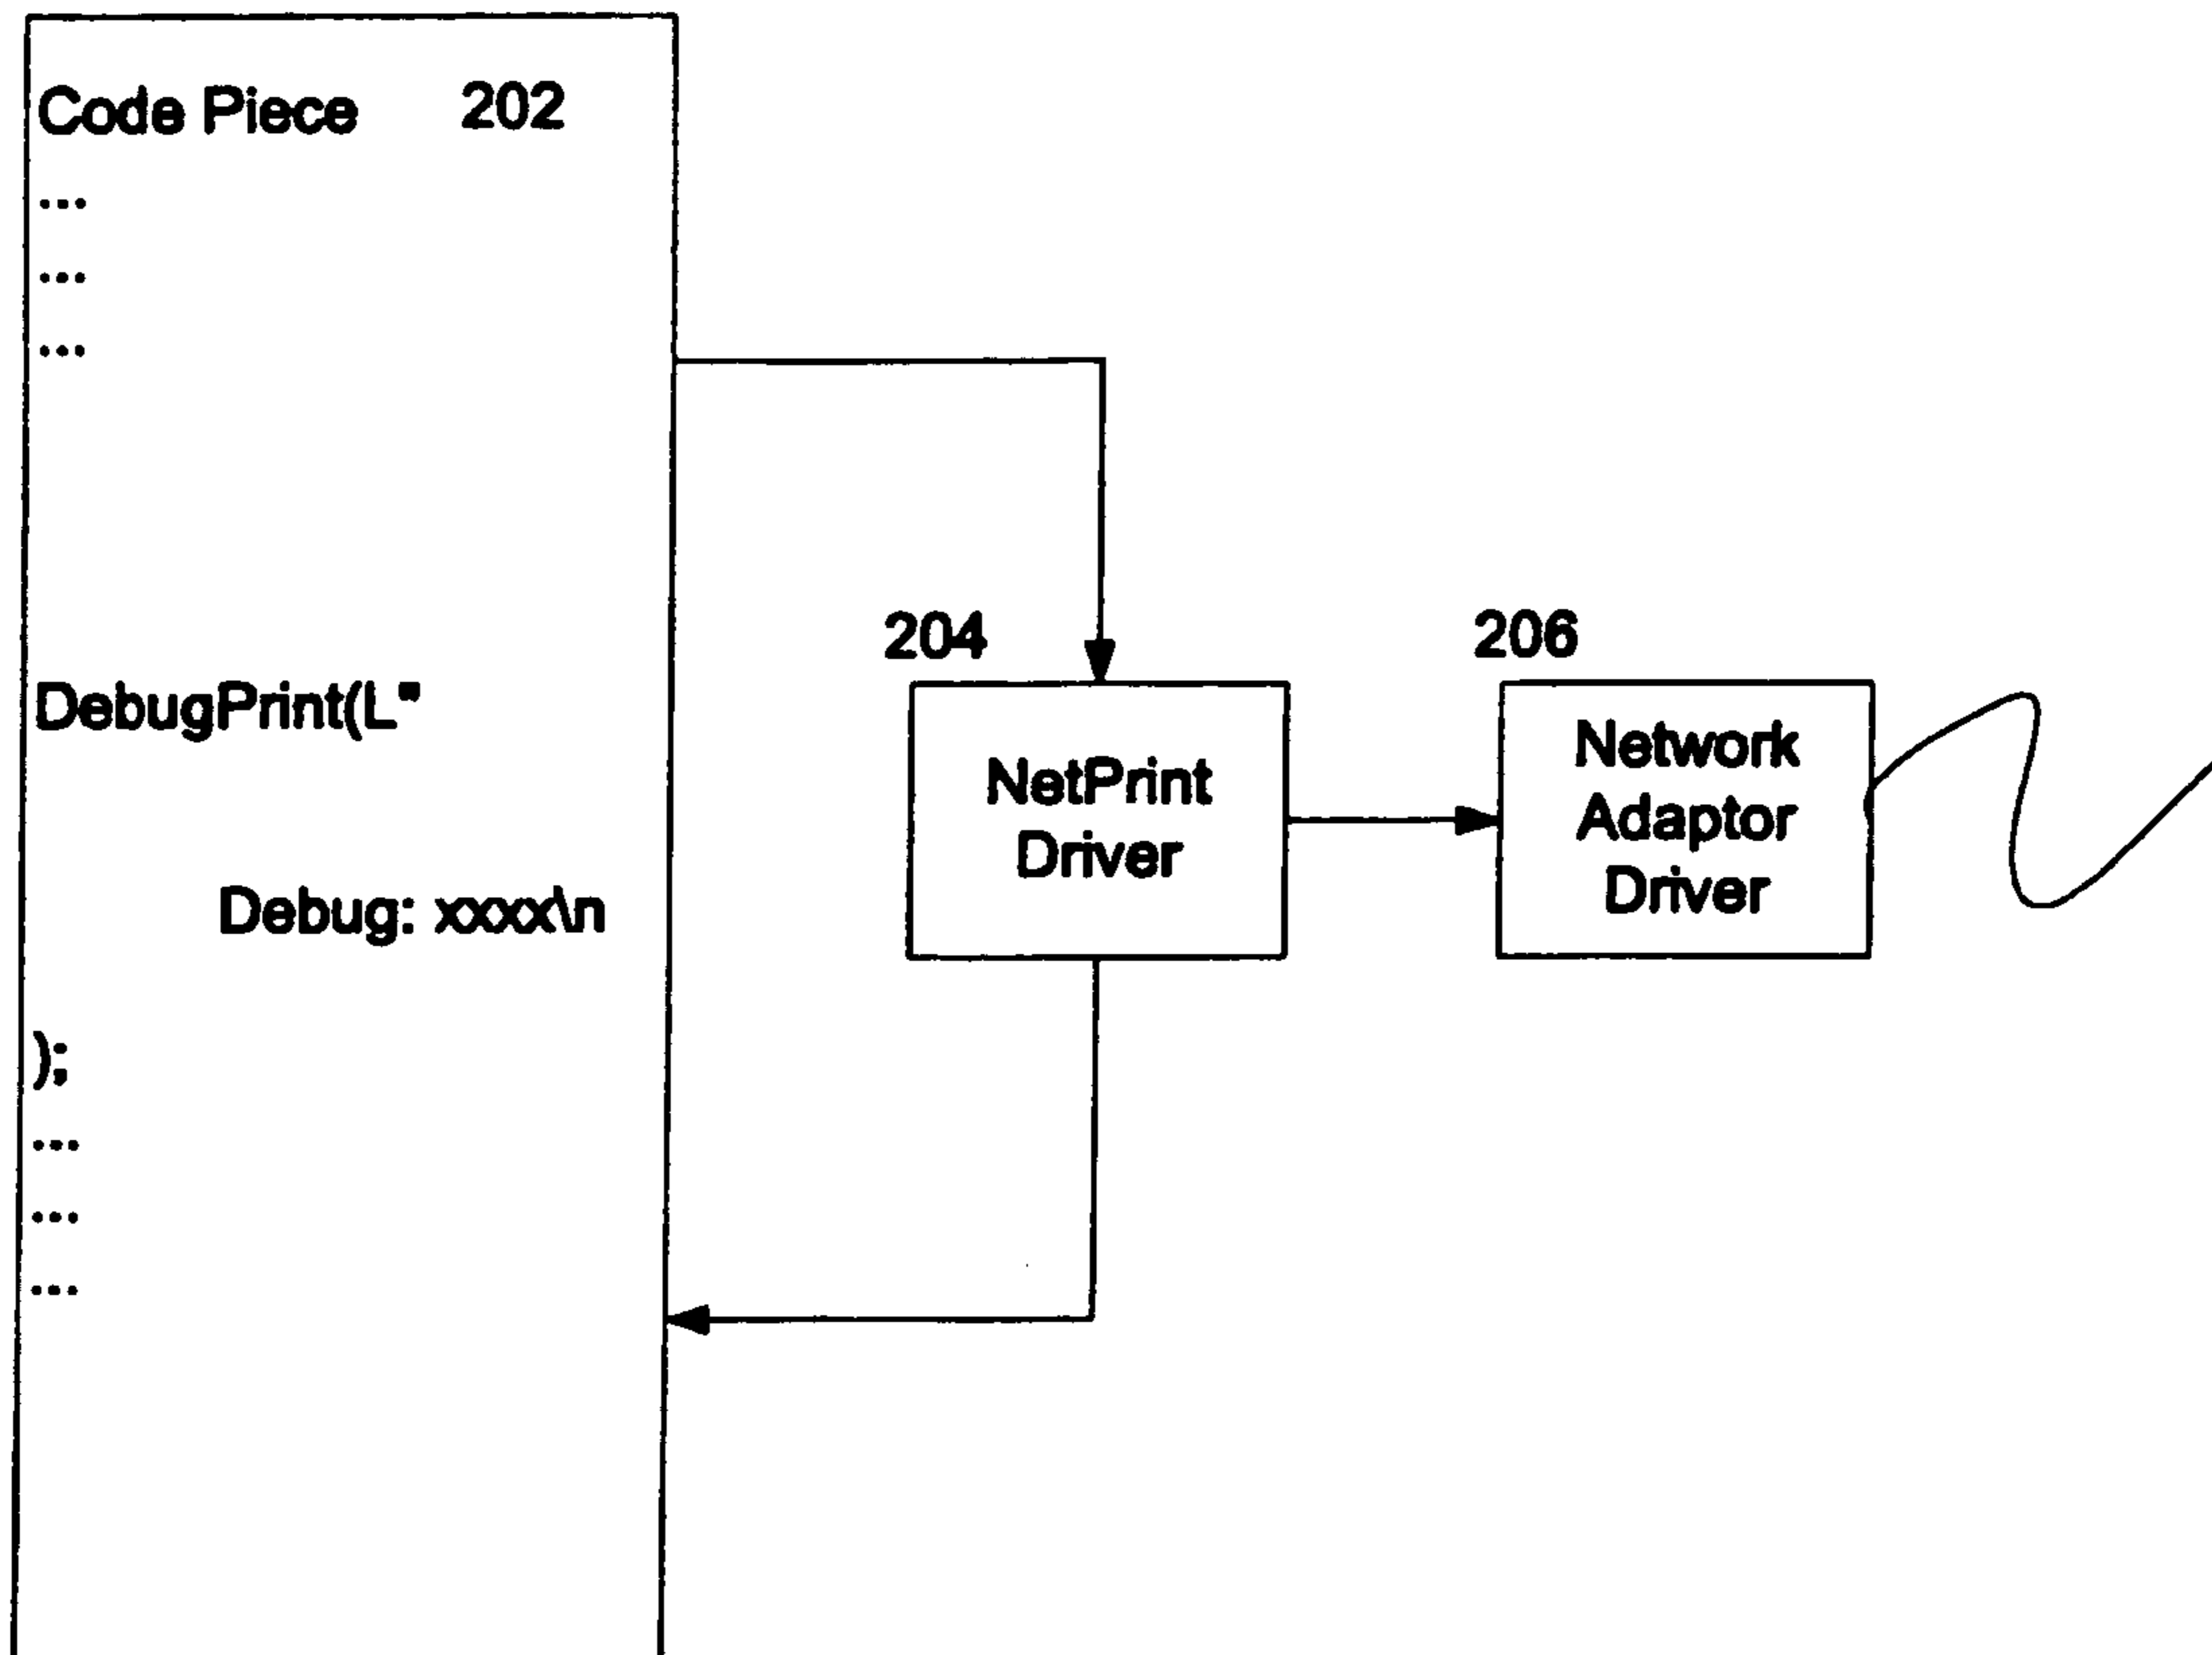 Code Piece 202
...
...
...
DebugPrint(L"
Debug: xxxx\n
);
...
...
...
204
NetPrint
Driver
206
Network
Adaptor
Driver